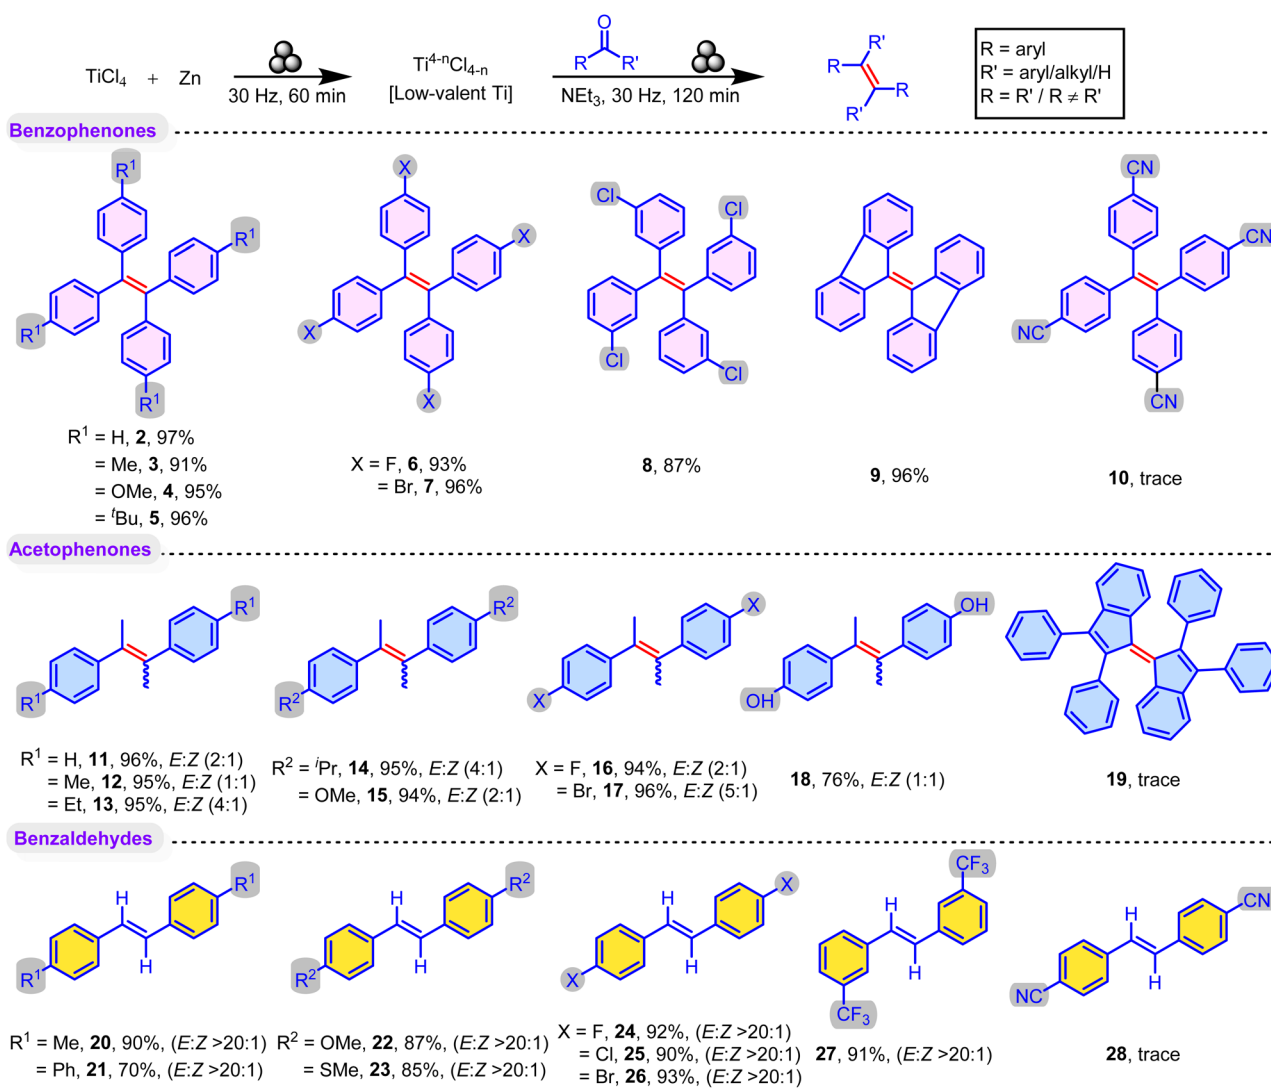 TiCl4 + Zn
30 Hz, 60 min
Ti4-nCl4-n
[Low-valent Ti]
O
R R'
NEt3, 30 Hz, 120 min
R'
R
R
R'
R = aryl
R' = aryl/alkyl/H
R = R' / R ≠ R'
Benzophenones
R1
R1
R1
R1
R1 = H, 2, 97%
= Me, 3, 91%
= OMe, 4, 95%
= tBu, 5, 96%
X
X
X
X
X = F, 6, 93%
= Br, 7, 96%
Cl
Cl
Cl
Cl
8, 87%
9, 96%
CN
CN
NC
CN
10, trace
Acetophenones
R1
R1
R1 = H, 11, 96%, E:Z (2:1)
= Me, 12, 95%, E:Z (1:1)
= Et, 13, 95%, E:Z (4:1)
R2
R2
R2 = iPr, 14, 95%, E:Z (4:1)
= OMe, 15, 94%, E:Z (2:1)
X
X
X = F, 16, 94%, E:Z (2:1)
= Br, 17, 96%, E:Z (5:1)
OH
OH
18, 76%, E:Z (1:1)
19, trace
Benzaldehydes
R1
H
H
R1
R1 = Me, 20, 90%, (E:Z >20:1)
= Ph, 21, 70%, (E:Z >20:1)
R2
H
H
R2
R2 = OMe, 22, 87%, (E:Z >20:1)
= SMe, 23, 85%, (E:Z >20:1)
X
H
H
X
X = F, 24, 92%, (E:Z >20:1)
= Cl, 25, 90%, (E:Z >20:1)
= Br, 26, 93%, (E:Z >20:1)
CF3
H
H
CF3
27, 91%, (E:Z >20:1)
CN
H
H
NC
28, trace